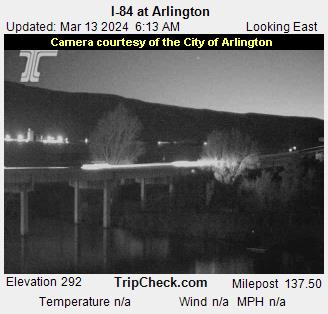 I-84 at Arlington
Updated: Mar 13 2024 6:13 AM Looking East
Camera courtesy of the City of Arlington
Elevation 292 TripCheck.com Milepost 137.50
Temperature n/a Wind n/a MPH n/a